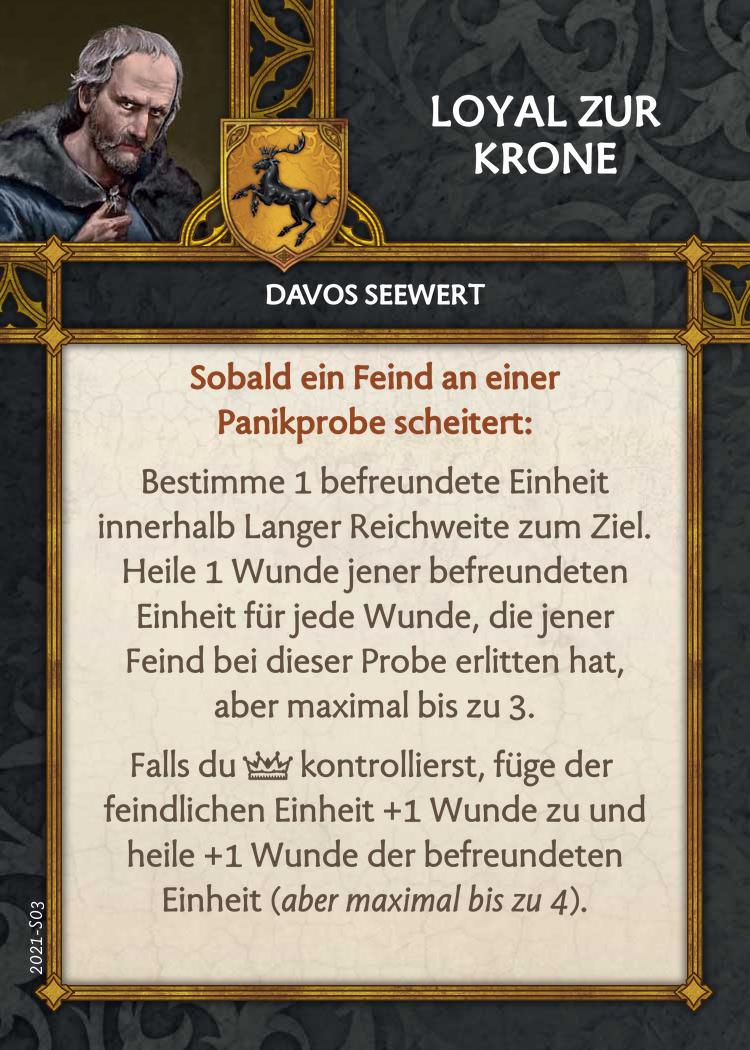 LOYAL ZUR
KRONE
DAVOS SEEWERT
Sobald ein Feind an einer
Panikprobe scheitert:
Bestimme 1 befreundete Einheit
innerhalb Langer Reichweite zum Ziel.
Heile 1 Wunde jener befreundeten
Einheit für jede Wunde, die jener
Feind bei dieser Probe erlitten hat,
aber maximal bis zu 3.
Falls du kontrollierst, füge der
feindlichen Einheit +1 Wunde zu und
heile +1 Wunde der befreundeten
Einheit (aber maximal bis zu 4).
2021-S03